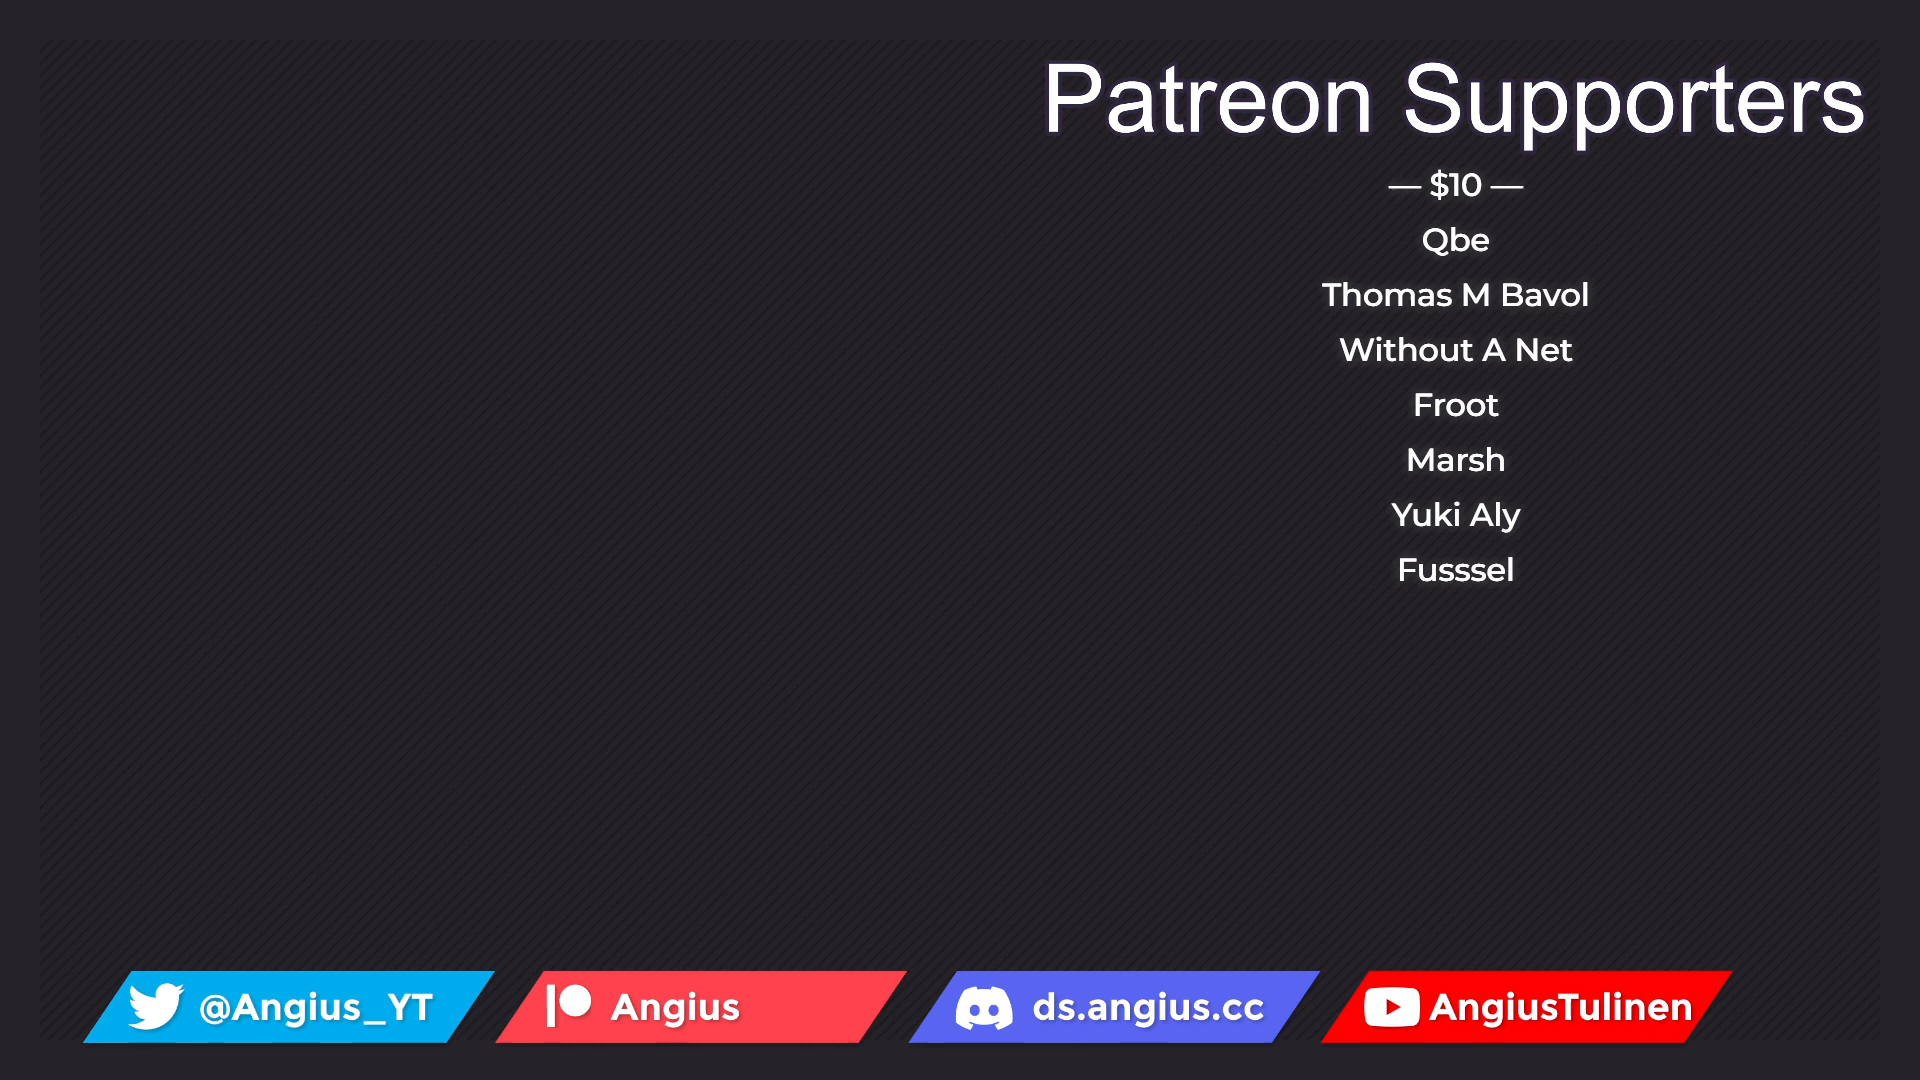 Patreon Supporters
— $10 —
Qbe
Thomas M Bavol
Without A Net
Froot
Marsh
Yuki Aly
Fusssel
@Angius_YT
Angius
ds.angius.cc
AngiusTulinen